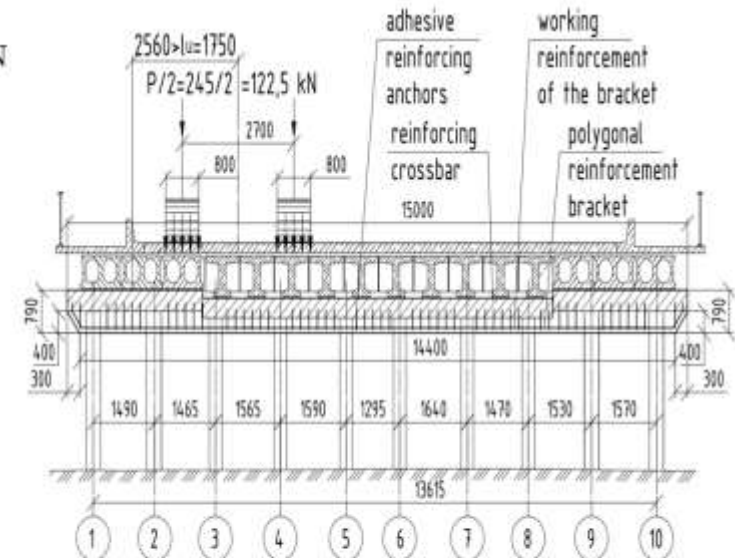 N
2560>lu=1750
P/2=245/2 =122,5 kN
2700
800
800
adhesive
reinforcing
anchors
reinforcing
crossbar
working
reinforcement
of the bracket
polygonal
reinforcement
bracket
15000
790
790
400
14400
400
300
300
1490 1465 1565 1590 1295 1640 1470 1530 1570
13615
1 2 3 4 5 6 7 8 9 10